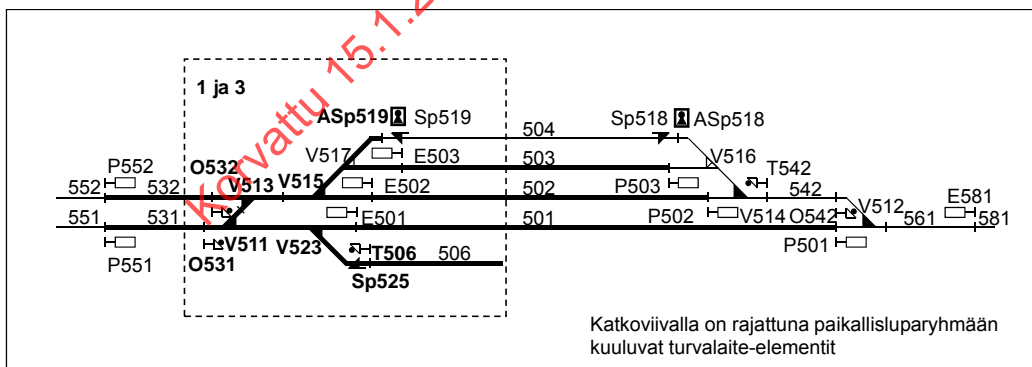 Korvattu 15.1.2
1 ja 3
ASp519 Sp519 504 Sp518 ASp518
P552 O532 V517 E503 503 V516 T542
552 532 V513 V515 E502 502 P503 542 V512 E581
551 531 E501 501 P502 V514 O542 561 581
P551 O531 V511 V523 T506 506 P501
Sp525
Katkoviivalla on rajattuna paikallisluparyhmään
kuuluvat turvalaite-elementit